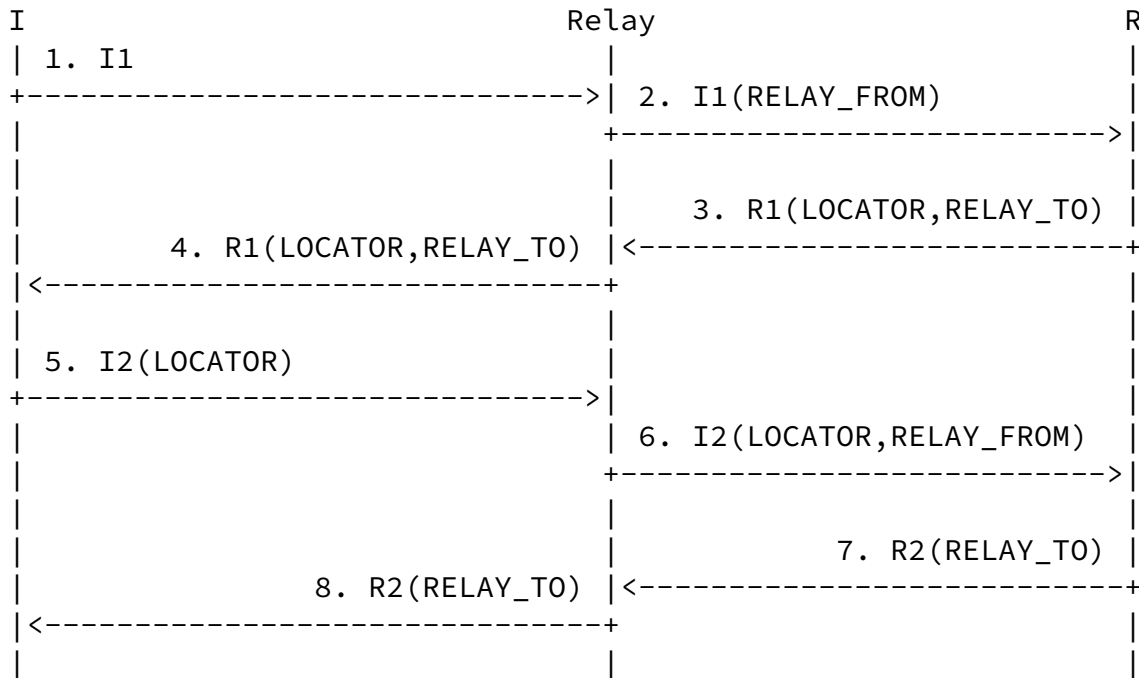 I Relay R
1. I1
2. I1(RELAY_FROM)
3. R1(LOCATOR,RELAY_TO)
4. R1(LOCATOR,RELAY_TO)
5. I2(LOCATOR)
6. I2(LOCATOR,RELAY_FROM)
7. R2(RELAY_TO)
8. R2(RELAY_TO)